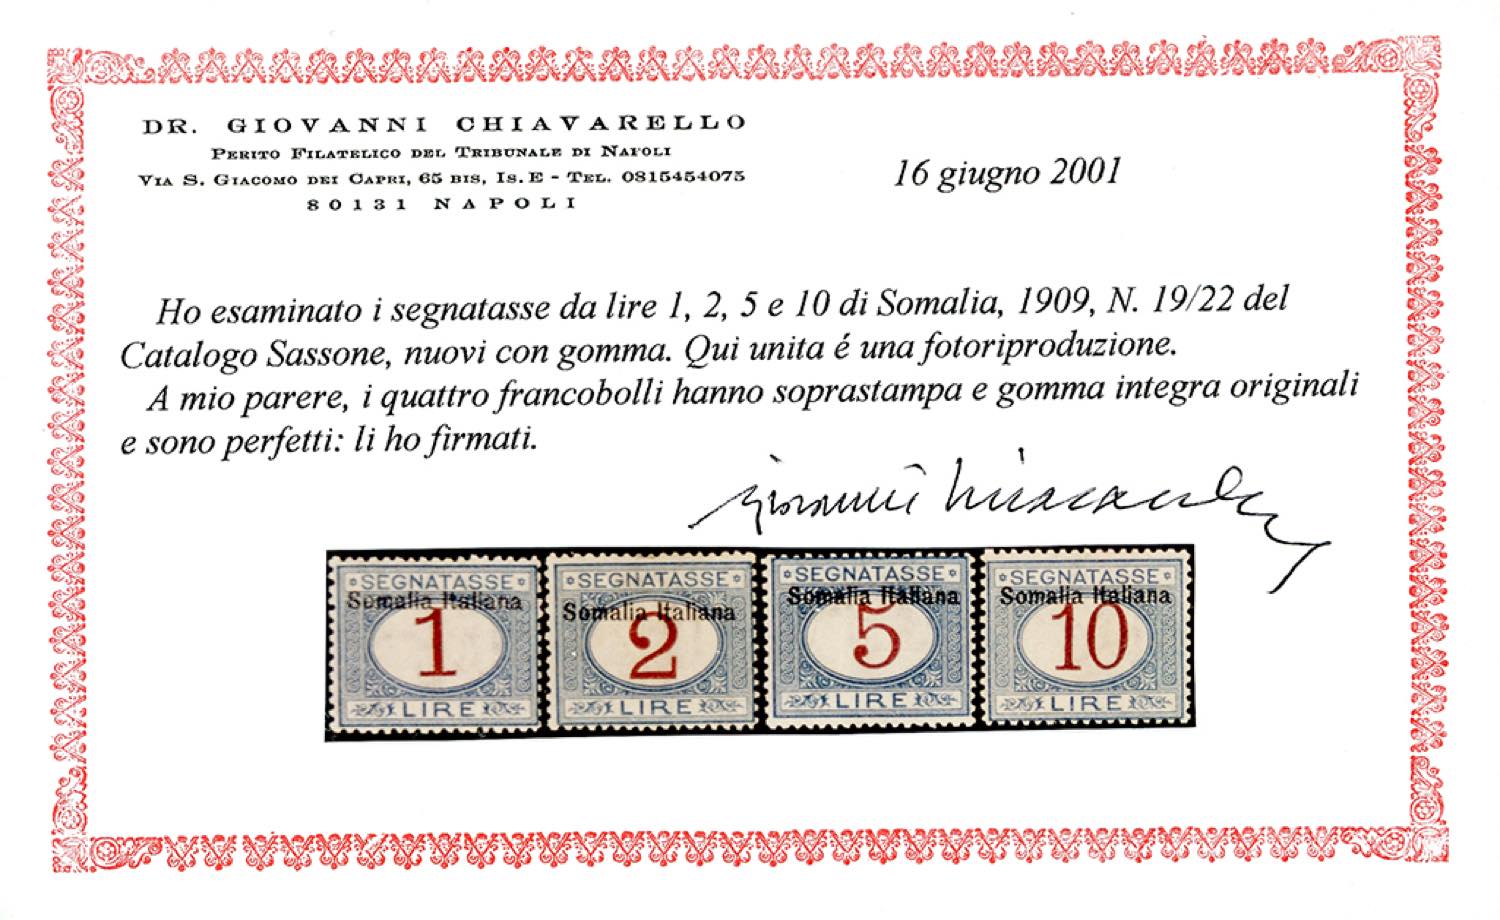 DR. GIOVANNI CHIAVARELLO
PERITO FILATELICO DEL TRIBUNALE DI NAPOLI
VIA S. GIACOMO DEI CAPRI, 65 BIS, IS. E - TEL. 0815454075
80131 NAPOLI
16 giugno 2001
Ho esaminato i segnatasse da lire 1, 2, 5 e 10 di Somalia, 1909, N. 19/22 del
Catalogo Sassone, nuovi con gomma. Qui unita é una fotoriproduzione.
A mio parere, i quattro francobolli hanno soprastampa e gomma integra originali
e sono perfetti: li ho firmati.
Giovanni Chiavarello
SEGNATASSE SEGNATASSE SEGNATASSE SEGNATASSE
Somalia Italiana Somalia Italiana Somalia Italiana Somalia Italiana
1 2 5 10
LIRE LIRE LIRE LIRE